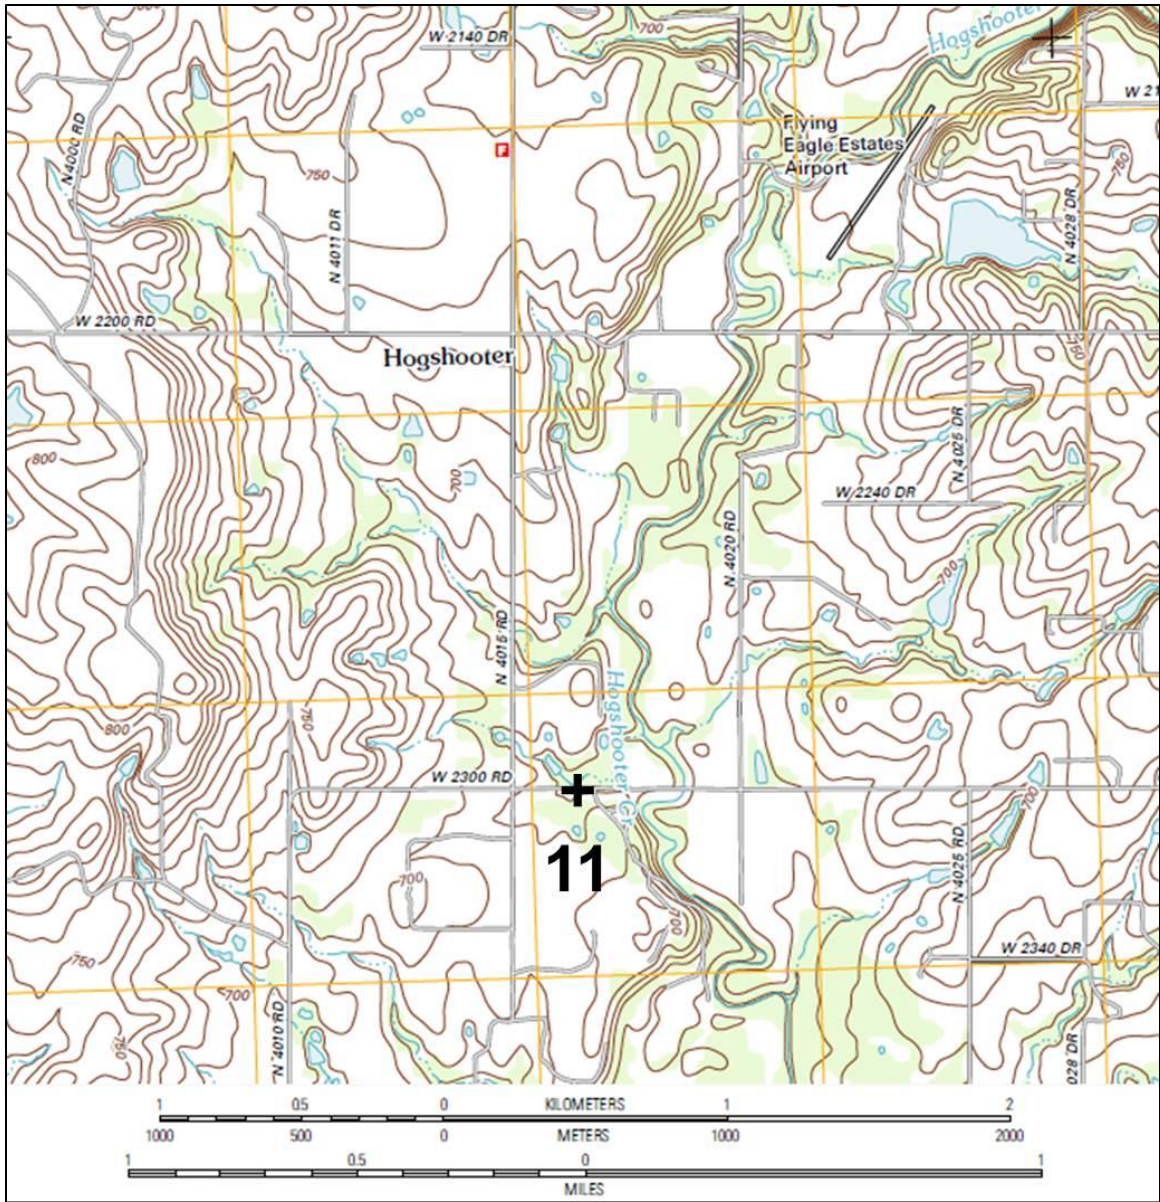 Hogshooter
700
W 2140 DR
W 21
N4000 RD
Flying
Eagle Estates
Airport
F
750
750
N 4011 DR
N 4028 DR
W 2200 RD
750
Hogshooter
N 4025 DR
800
700
W 2240 DR
N 4020 RD
700
N 4015 RD
Hogshooter Cr
750
800
W 2300 RD
700
11
N 4025 RD
700
700
W 2340 DR
750
700
N 4010 RD
750
028 DR
1 0.5 0 KILOMETERS 1 2
1000 500 0 METERS 1000 2000
1 0.5 0 1
MILES